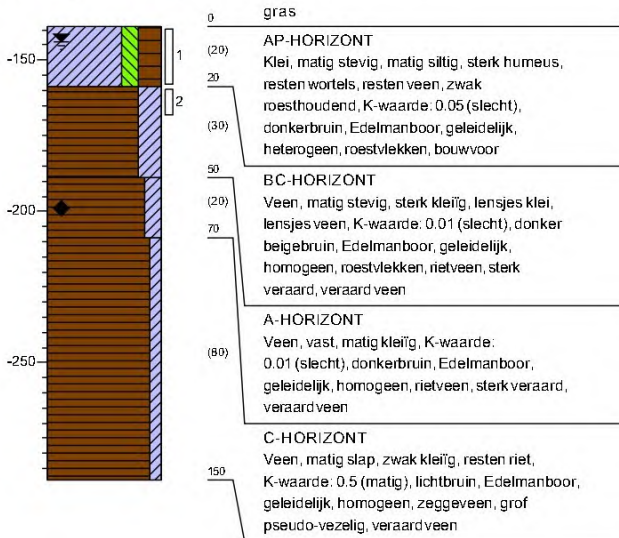 0 gras
-150
1
2
-200
-250
(20)
20
(30)
50
(20)
70
(80)
150
AP-HORIZONT
Klei, matig stevig, matig siltig, sterk humeus,
resten wortels, resten veen, zwak
roesthoudend, K-waarde: 0.05 (slecht),
donkerbruin, Edelmanboor, geleidelijk,
heterogeen, roestvlekken, bouwvoor
BC-HORIZONT
Veen, matig stevig, sterk kleiïg, lensjes klei,
lensjes veen, K-waarde: 0.01 (slecht), donker
beigebruin, Edelmanboor, geleidelijk,
homogeen, roestvlekken, rietveen, sterk
veraard, veraard veen
A-HORIZONT
Veen, vast, matig kleiïg, K-waarde:
0.01 (slecht), donkerbruin, Edelmanboor,
geleidelijk, homogeen, rietveen, sterk veraard,
veraard veen
C-HORIZONT
Veen, matig slap, zwak kleiïg, resten riet,
K-waarde: 0.5 (matig), lichtbruin, Edelmanboor,
geleidelijk, homogeen, zeggeveen, grof
pseudo-vezelig, veraard veen